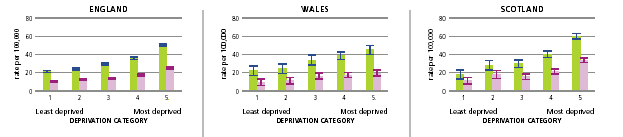 ENGLAND
80
60
40
20
0
rate per 100,000
1 2 3 4 5
Least deprived Most deprived
DEPRIVATION CATEGORY
WALES
80
60
40
20
0
rate per 100,000
1 2 3 4 5
Least deprived Most deprived
DEPRIVATION CATEGORY
SCOTLAND
80
60
40
20
0
rate per 100,000
1 2 3 4 5
Least deprived Most deprived
DEPRIVATION CATEGORY